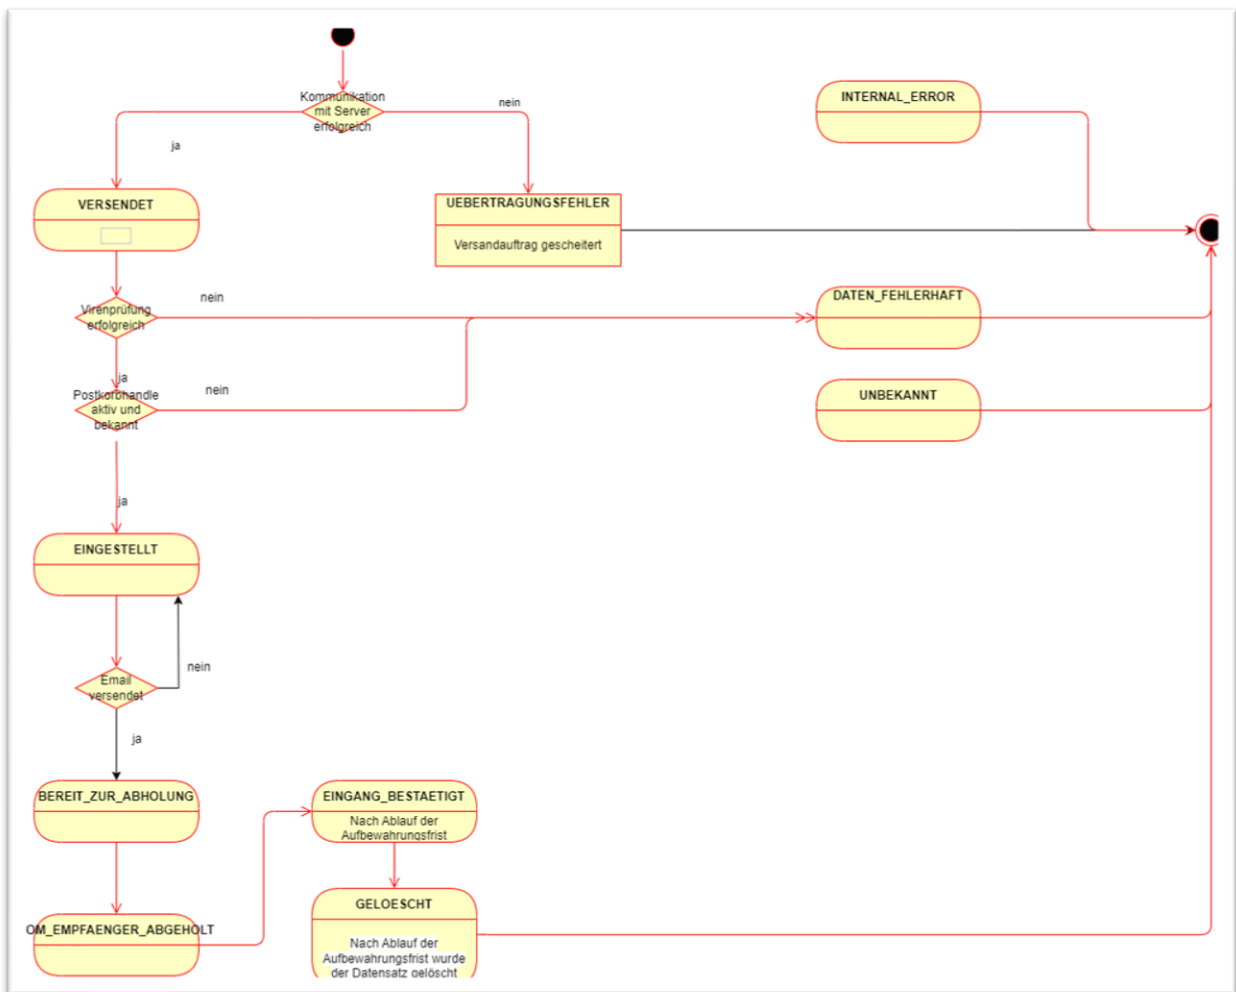 Kommunikation
mit Server
erfolgreich
nein
ja
INTERNAL_ERROR
VERSENDET
UEBERTRAGUNGSFEHLER
Versandauftrag gescheitert
Virenprüfung
erfolgreich
nein
DATEN_FEHLERHAFT
ja
Postkorbhandle
aktiv und
bekannt
nein
UNBEKANNT
ja
EINGESTELLT
nein
Email
versendet
ja
BEREIT_ZUR_ABHOLUNG
EINGANG_BESTAETIGT
Nach Ablauf der
Aufbewahrungsfrist
OM_EMPFAENGER_ABGEHOLT
GELOESCHT
Nach Ablauf der
Aufbewahrungsfrist wurde
der Datensatz gelöscht